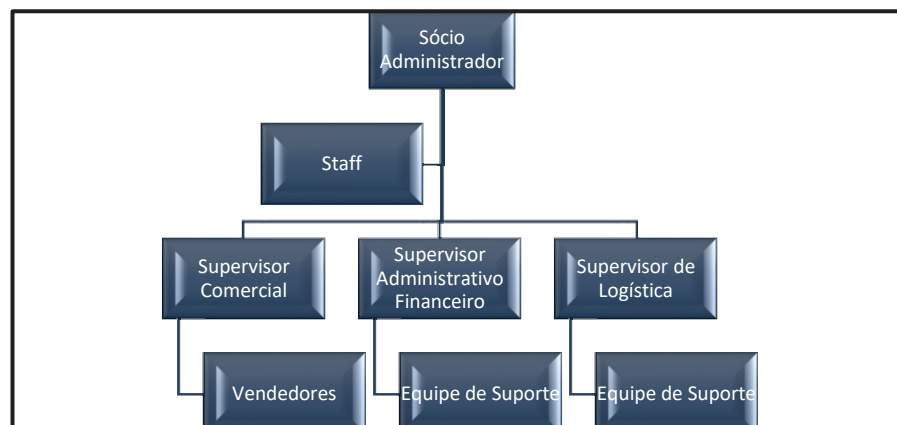 Sócio
Administrador
Staff
Supervisor
Comercial
Supervisor
Administrativo
Financeiro
Supervisor de
Logística
Vendedores
Equipe de Suporte
Equipe de Suporte